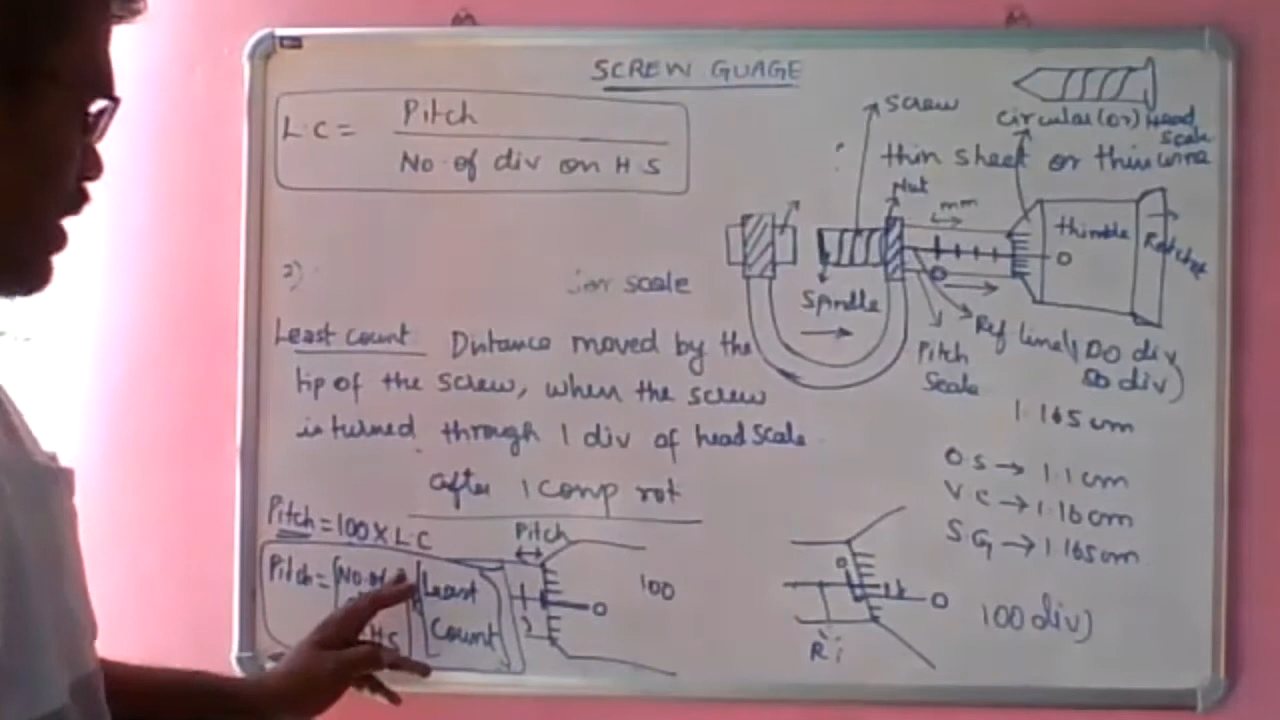 SCREW GUAGE
L.C = Pitch
No. of div on H S
Screw
circular (or) Head
Scale
thin sheet or thin wire
Nut
mm
thimble
Ratchet
O
O
Spindle
Ref line
Pitch
Scale
100 div
50 div)
2)
scale
Least count Distance moved by the
tip of the screw, when the screw
is turned through 1 div of head scale
after 1 comp rot
1.165 cm
O.S → 1.1 cm
V C → 1.16 cm
S G → 1.165 cm
Pitch = 100 X L.C
Pitch = No. of
HS
Least
Count
Pitch
O
100
O
O
100 div)